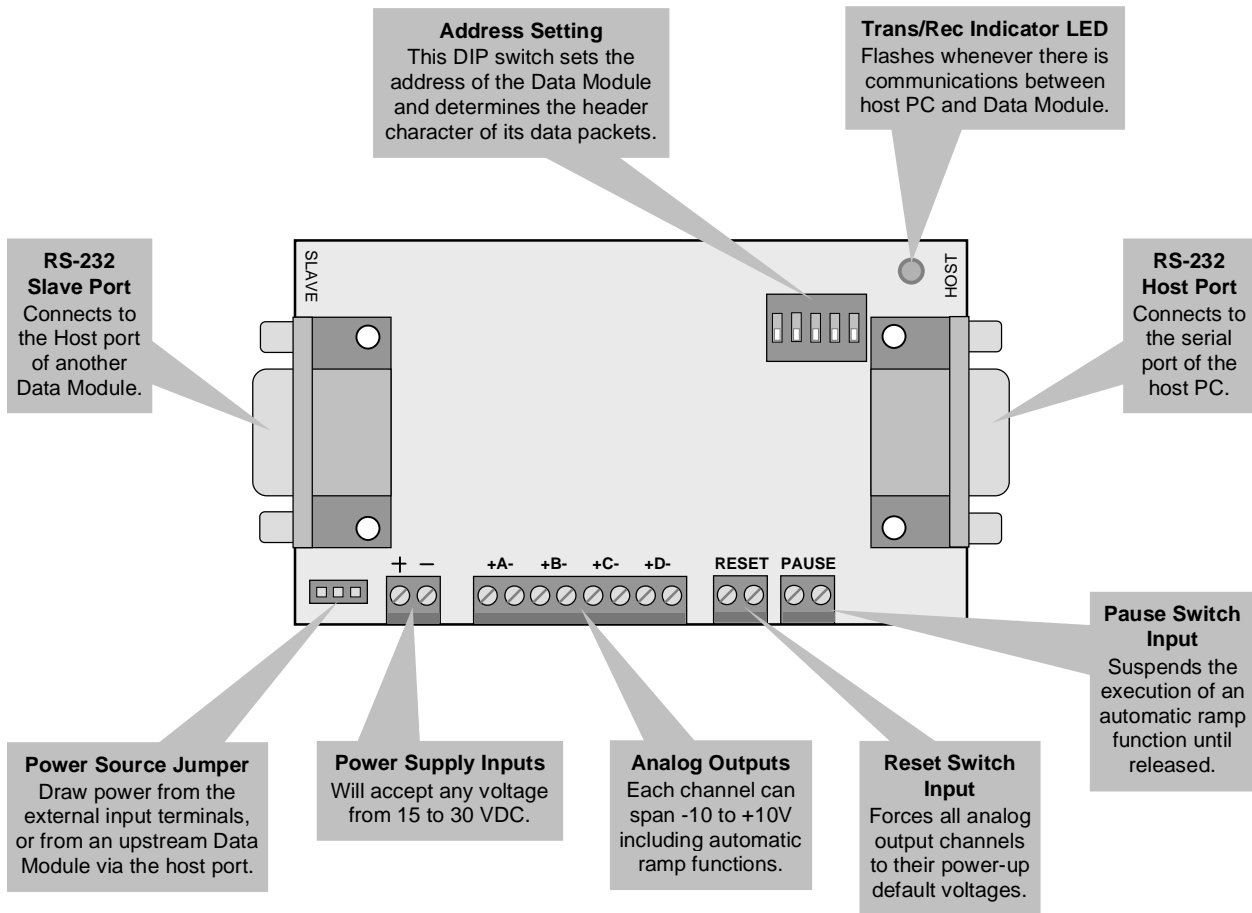 Address Setting
This DIP switch sets the
address of the Data Module
and determines the header
character of its data packets.
Trans/Rec Indicator LED
Flashes whenever there is
communications between
host PC and Data Module.
RS-232
Slave Port
Connects to
the Host port
of another
Data Module.
SLAVE
HOST
RS-232
Host Port
Connects to
the serial
port of the
host PC.
+ −
+A- +B- +C- +D-
RESET PAUSE
Pause Switch
Input
Suspends the
execution of an
automatic ramp
function until
released.
Power Source Jumper
Draw power from the
external input terminals,
or from an upstream Data
Module via the host port.
Power Supply Inputs
Will accept any voltage
from 15 to 30 VDC.
Analog Outputs
Each channel can
span -10 to +10V
including automatic
ramp functions.
Reset Switch
Input
Forces all analog
output channels
to their power-up
default voltages.